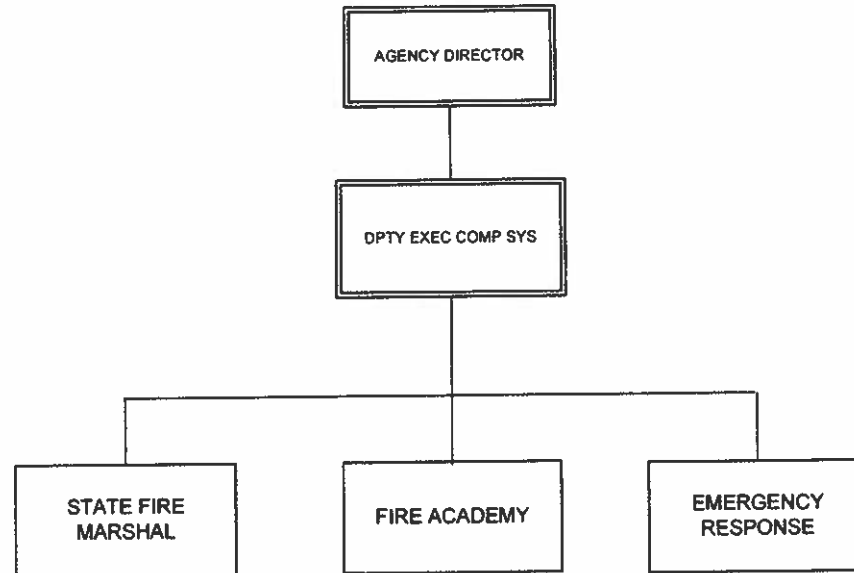 AGENCY DIRECTOR
DPTY EXEC COMP SYS
STATE FIRE
MARSHAL
FIRE ACADEMY
EMERGENCY
RESPONSE